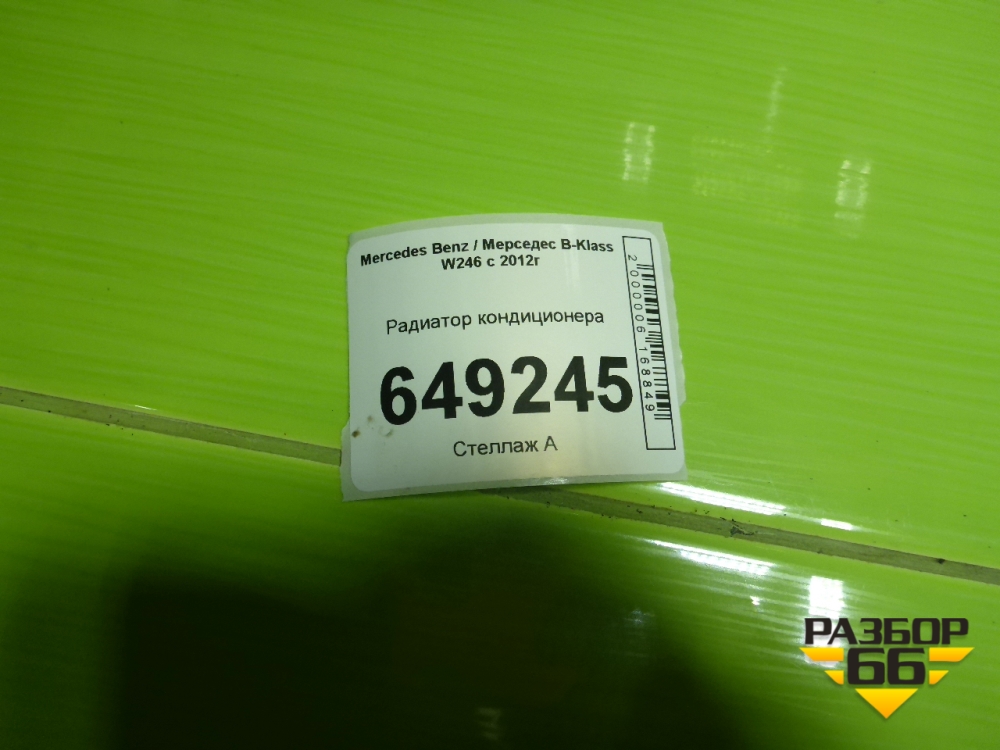 Mercedes Benz / Мерседес B-Klass
W246 с 2012г
Радиатор кондиционера
649245
Стеллаж А
2000006168849
РАЗБОР
66